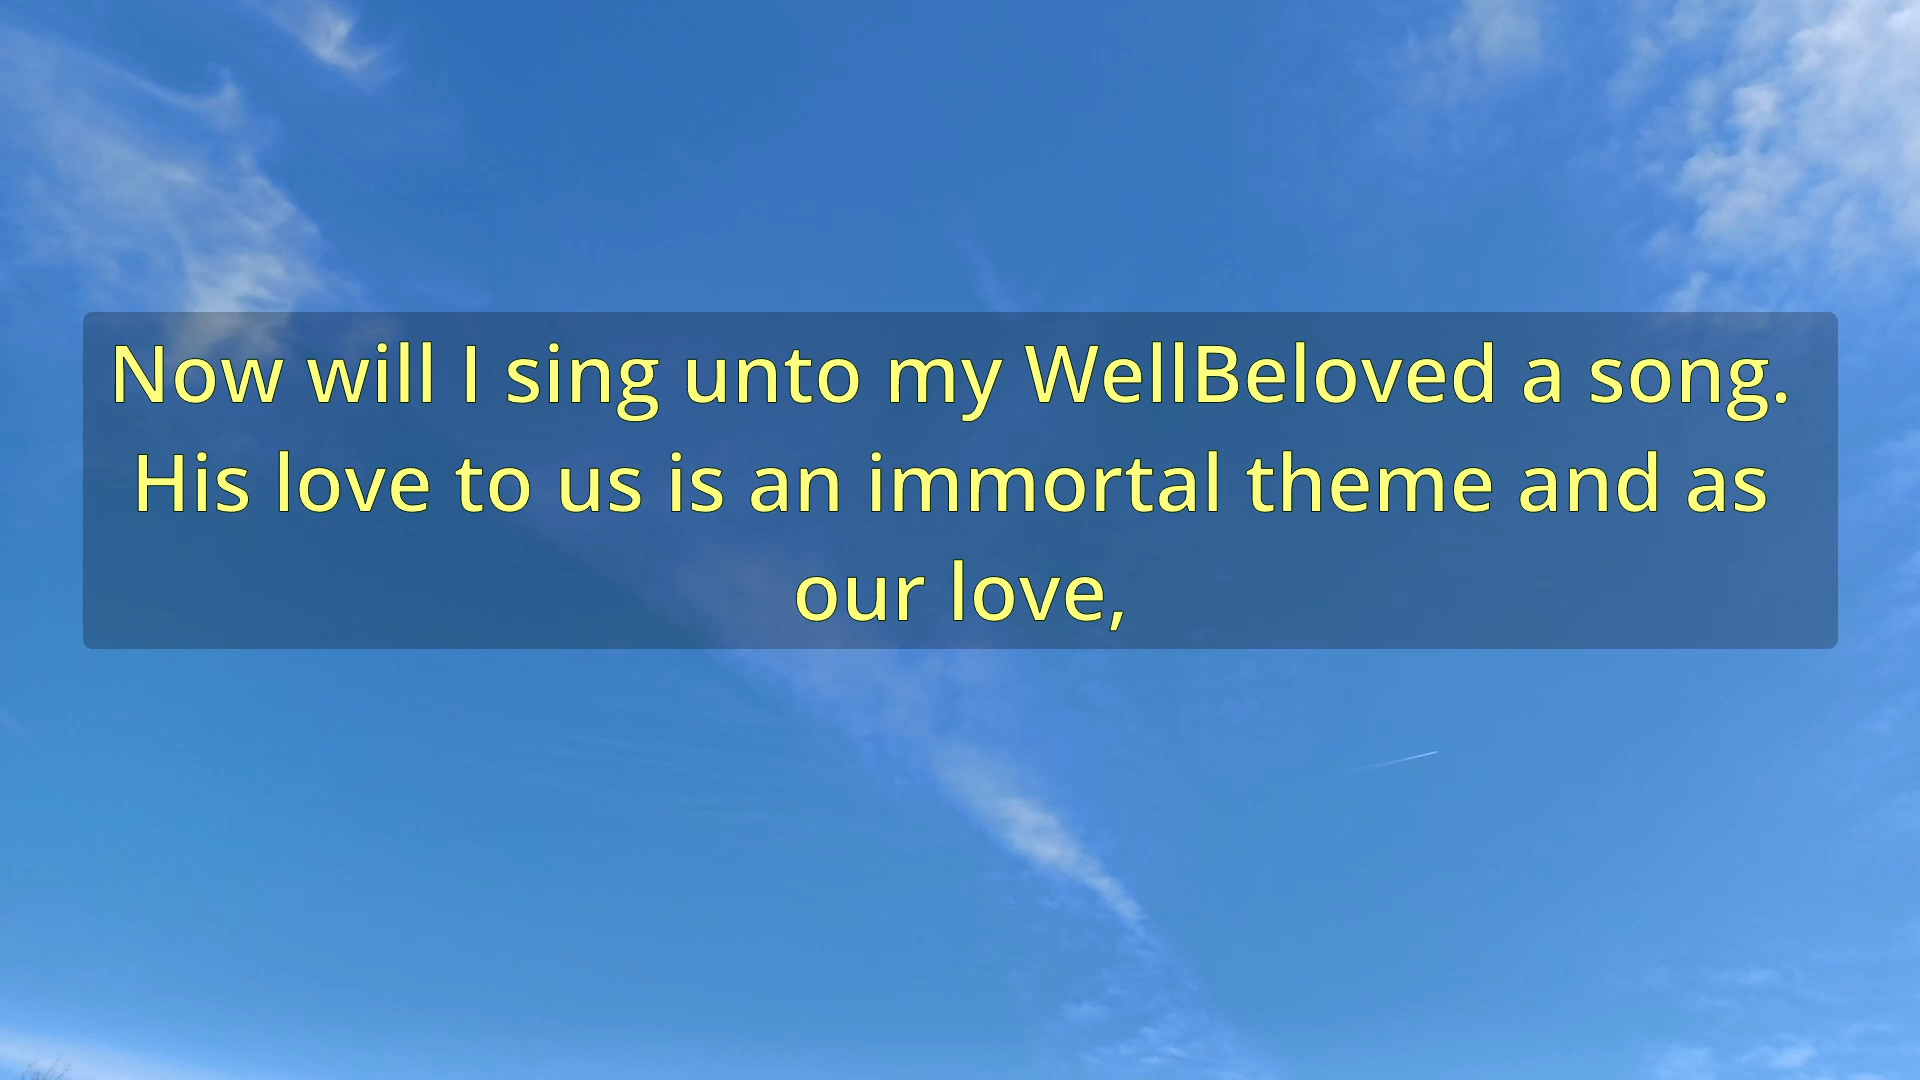 Now will I sing unto my WellBeloved a song.
His love to us is an immortal theme and as
our love,